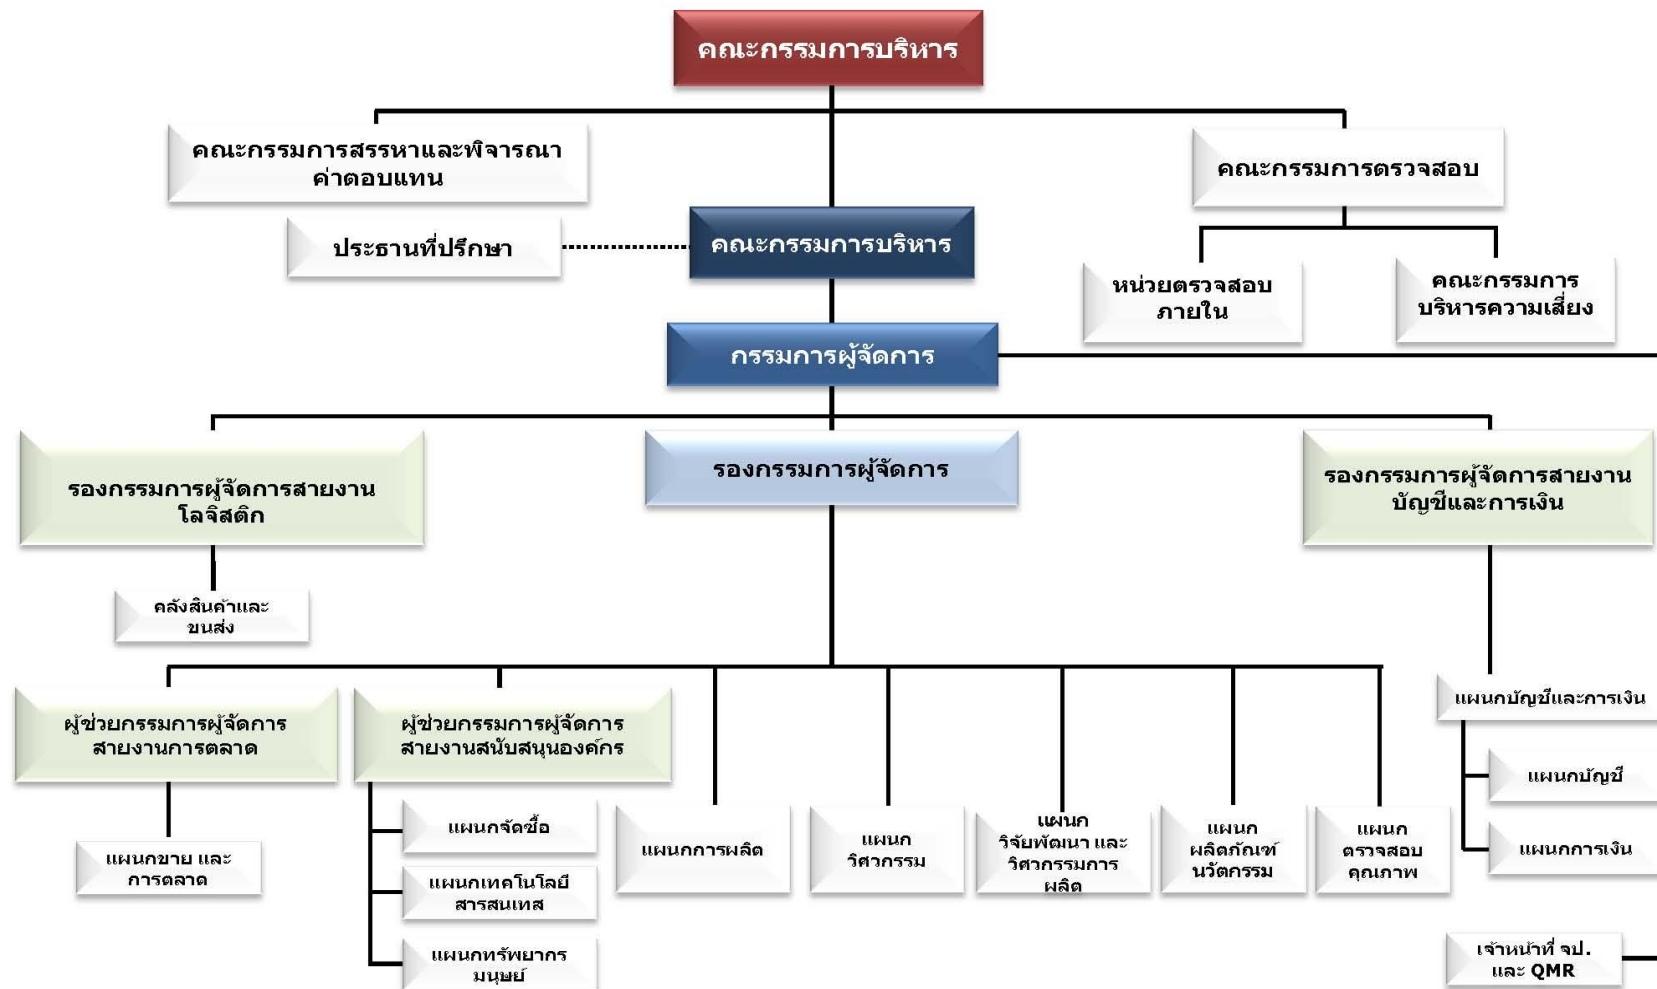 คณะกรรมการบริหาร
คณะกรรมการสรรหาและพิจารณา
ค่าตอบแทน
คณะกรรมการตรวจสอบ
ประธานที่ปรึกษา
คณะกรรมการบริหาร
หน่วยตรวจสอบ
ภายใน
คณะกรรมการ
บริหารความเสี่ยง
กรรมการผู้จัดการ
รองกรรมการผู้จัดการสายงาน
โลจิสติก
รองกรรมการผู้จัดการ
รองกรรมการผู้จัดการสายงาน
บัญชีและการเงิน
คลังสินค้าและ
ขนส่ง
ผู้ช่วยกรรมการผู้จัดการ
สายงานการตลาด
ผู้ช่วยกรรมการผู้จัดการ
สายงานสนับสนุนองค์กร
แผนกบัญชีและการเงิน
แผนกบัญชี
แผนกการเงิน
แผนกขาย และ
การตลาด
แผนกจัดซื้อ
แผนกเทคโนโลยี
สารสนเทส
แผนกทรัพยากร
มนุษย์
แผนกการผลิต
แผนก
วิศวกรรม
แผนก
วิจัยพัฒนา และ
วิศวกรรมการ
ผลิต
แผนก
ผลิตภัณฑ์
นวัตกรรม
แผนก
ตรวจสอบ
คุณภาพ
เจ้าหน้าที่ จป.
และ QMR